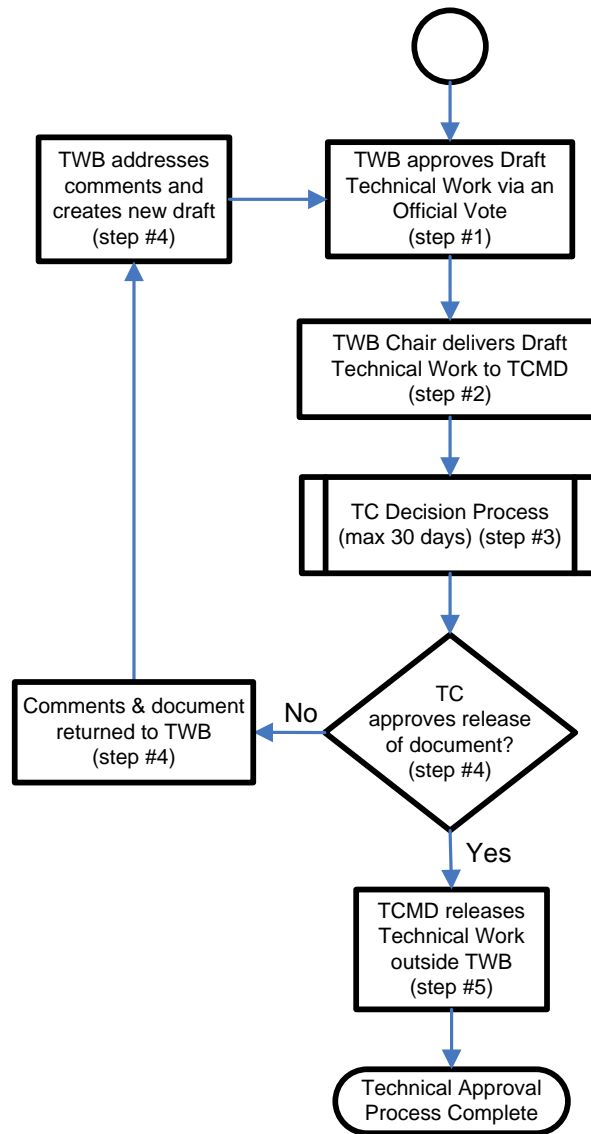 TWB addresses
comments and
creates new draft
(step #4)
TWB approves Draft
Technical Work via an
Official Vote
(step #1)
TWB Chair delivers Draft
Technical Work to TCMD
(step #2)
TC Decision Process
(max 30 days) (step #3)
TC
approves release
of document?
(step #4)
No
Comments & document
returned to TWB
(step #4)
Yes
TCMD releases
Technical Work
outside TWB
(step #5)
Technical Approval
Process Complete